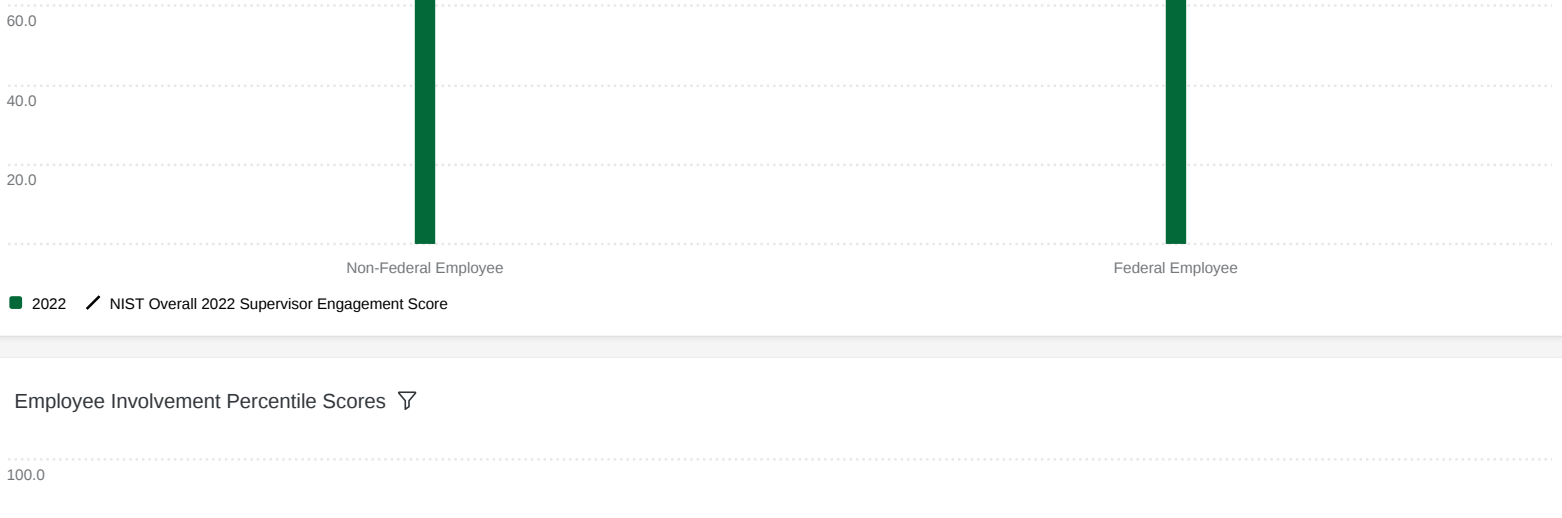 60.0
40.0
20.0
Non-Federal Employee Federal Employee
2022 NIST Overall 2022 Supervisor Engagement Score
Employee Involvement Percentile Scores
100.0